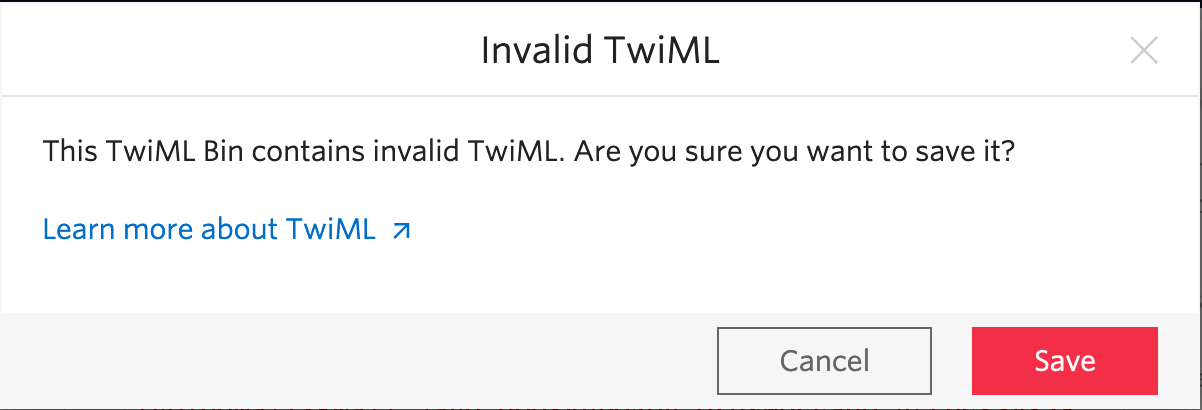 Invalid TwiML
This TwiML Bin contains invalid TwiML. Are you sure you want to save it?
Learn more about TwiML
Cancel
Save